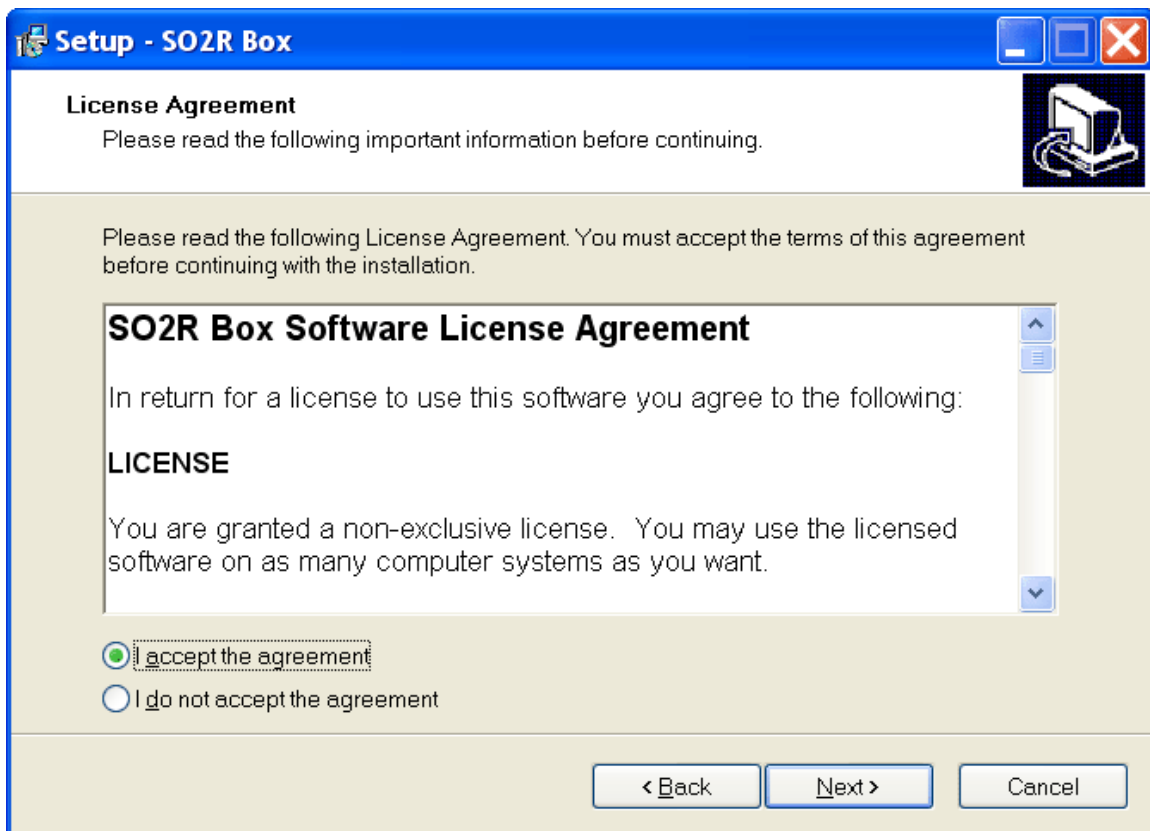 Setup - SO2R Box
License Agreement
Please read the following important information before continuing.
Please read the following License Agreement. You must accept the terms of this agreement
before continuing with the installation.
SO2R Box Software License Agreement
In return for a license to use this software you agree to the following:
LICENSE
You are granted a non-exclusive license.  You may use the licensed
software on as many computer systems as you want.
I accept the agreement
I do not accept the agreement
< Back
Next >
Cancel